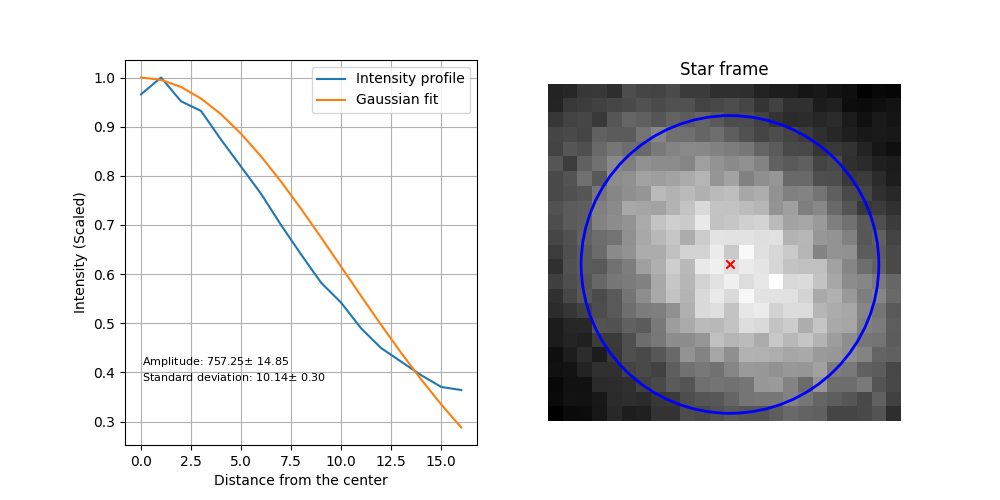 Intensity (Scaled)
1.0
0.9
0.8
0.7
0.6
0.5
0.4
0.3
Intensity profile
Gaussian fit
Amplitude: 757.25± 14.85
Standard deviation: 10.14± 0.30
0.0 2.5 5.0 7.5 10.0 12.5 15.0
Distance from the center
Star frame